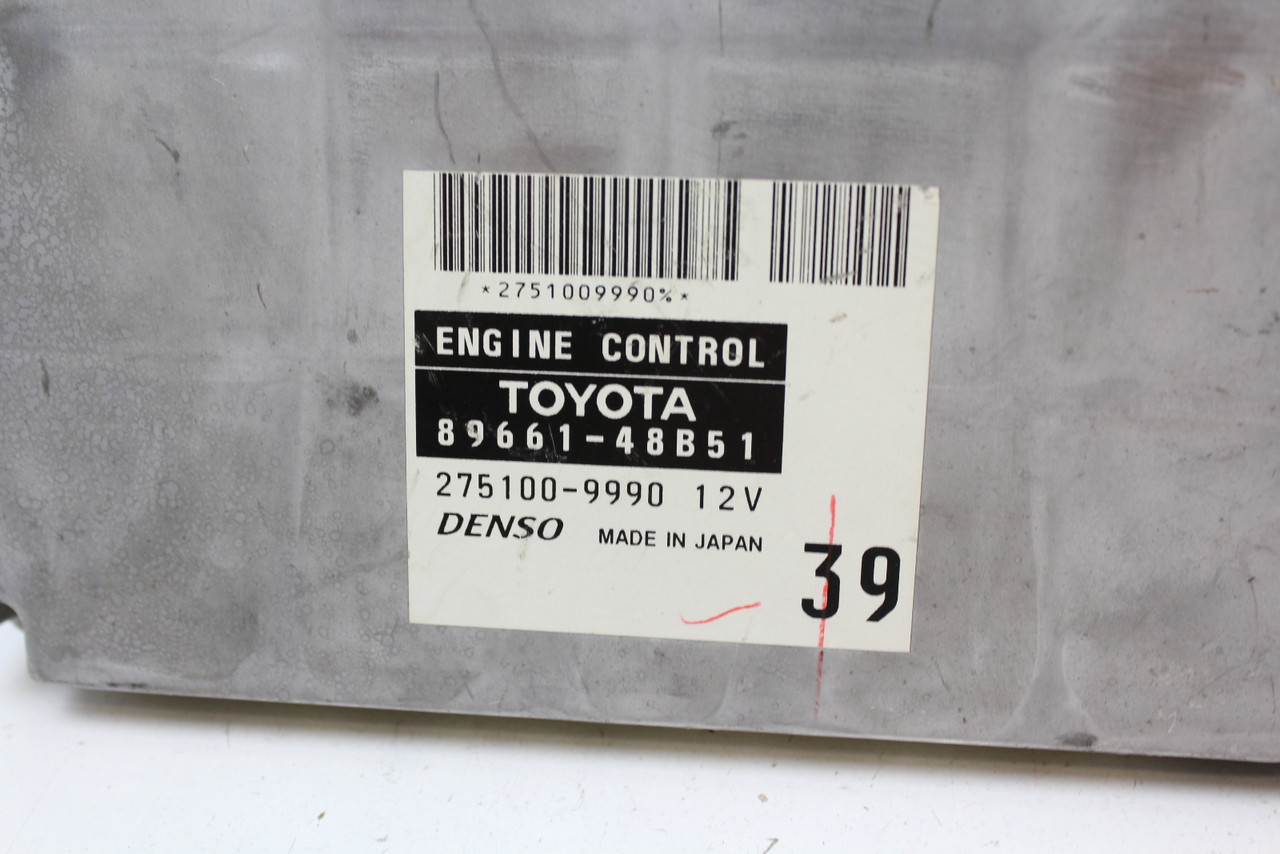 *2751009990%*
ENGINE CONTROL
TOYOTA
89661-48B51
275100-9990 12V
DENSO MADE IN JAPAN
39